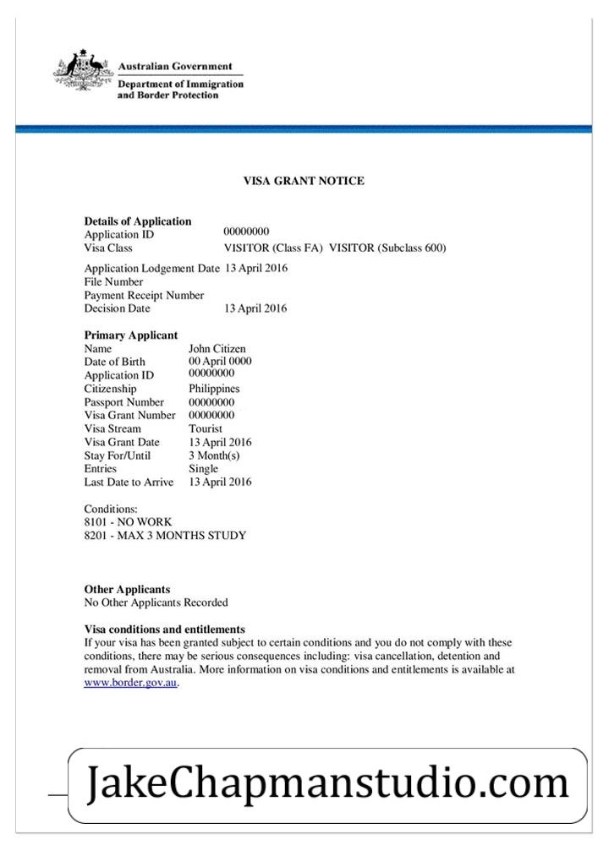 Australian Government
Department of Immigration
and Border Protection
VISA GRANT NOTICE
Details of Application
Application ID 00000000
Visa Class VISITOR (Class FA) VISITOR (Subclass 600)
Application Lodgement Date 13 April 2016
File Number
Payment Receipt Number
Decision Date 13 April 2016
Primary Applicant
Name John Citizen
Date of Birth 00 April 0000
Application ID 00000000
Citizenship Philippines
Passport Number 00000000
Visa Grant Number 00000000
Visa Stream Tourist
Visa Grant Date 13 April 2016
Stay For/Until 3 Month(s)
Entries Single
Last Date to Arrive 13 April 2016
Conditions:
8101 - NO WORK
8201 - MAX 3 MONTHS STUDY
Other Applicants
No Other Applicants Recorded
Visa conditions and entitlements
If your visa has been granted subject to certain conditions and you do not comply with these
conditions, there may be serious consequences including: visa cancellation, detention and
removal from Australia. More information on visa conditions and entitlements is available at
www.border.gov.au.
JakeChapmanstudio.com